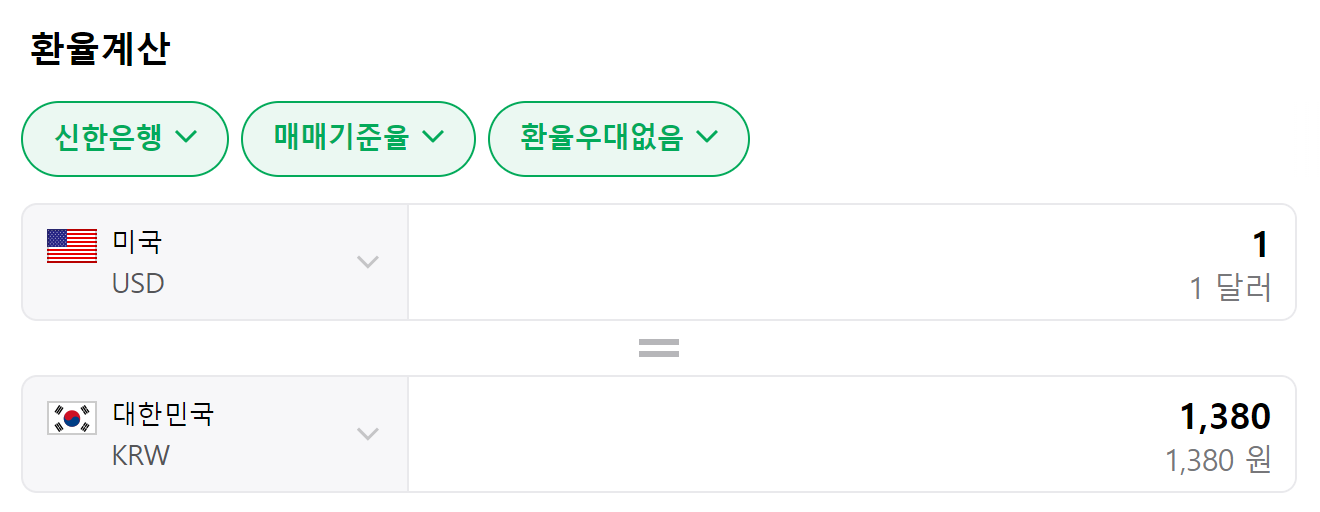 환율계산
신한은행 매매기준율 환율우대없음
미국
USD
1
1 달러
=
대한민국
KRW
1,380
1,380 원